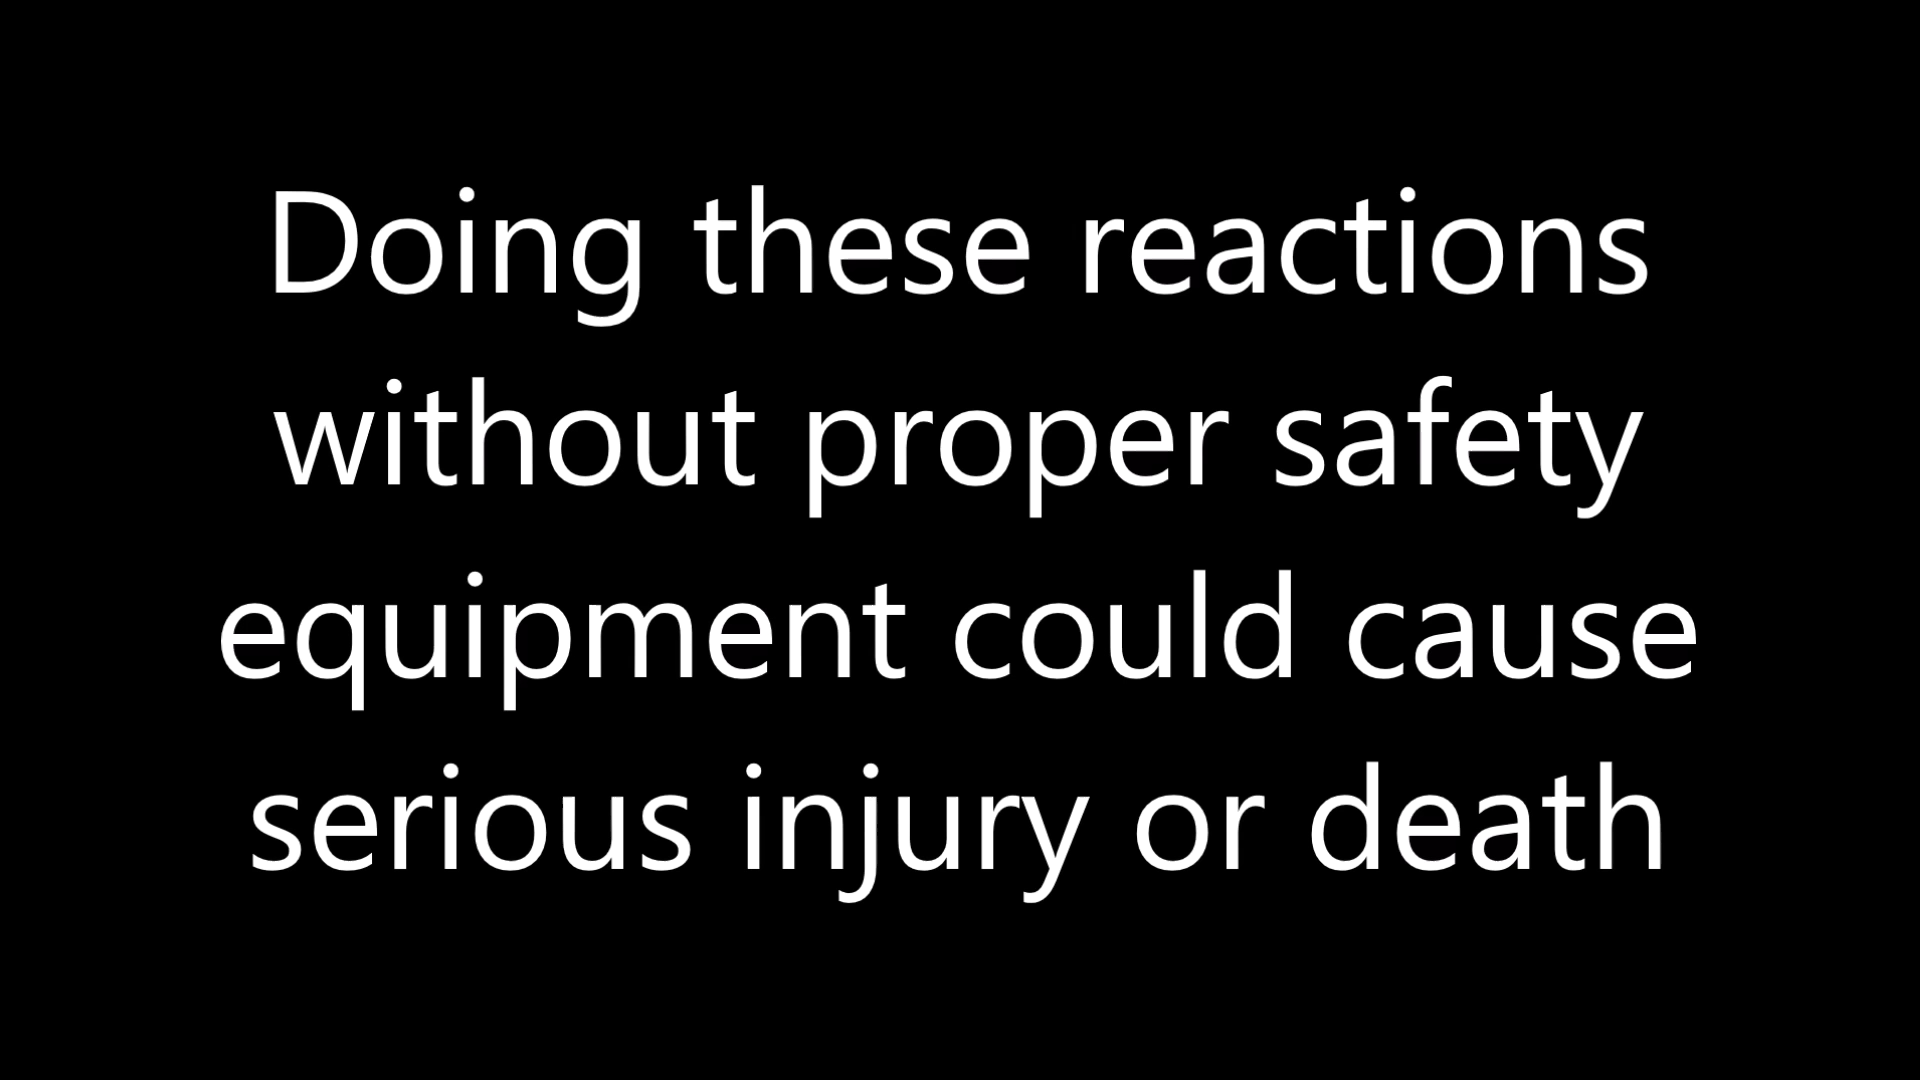 Doing these reactions
without proper safety
equipment could cause
serious injury or death